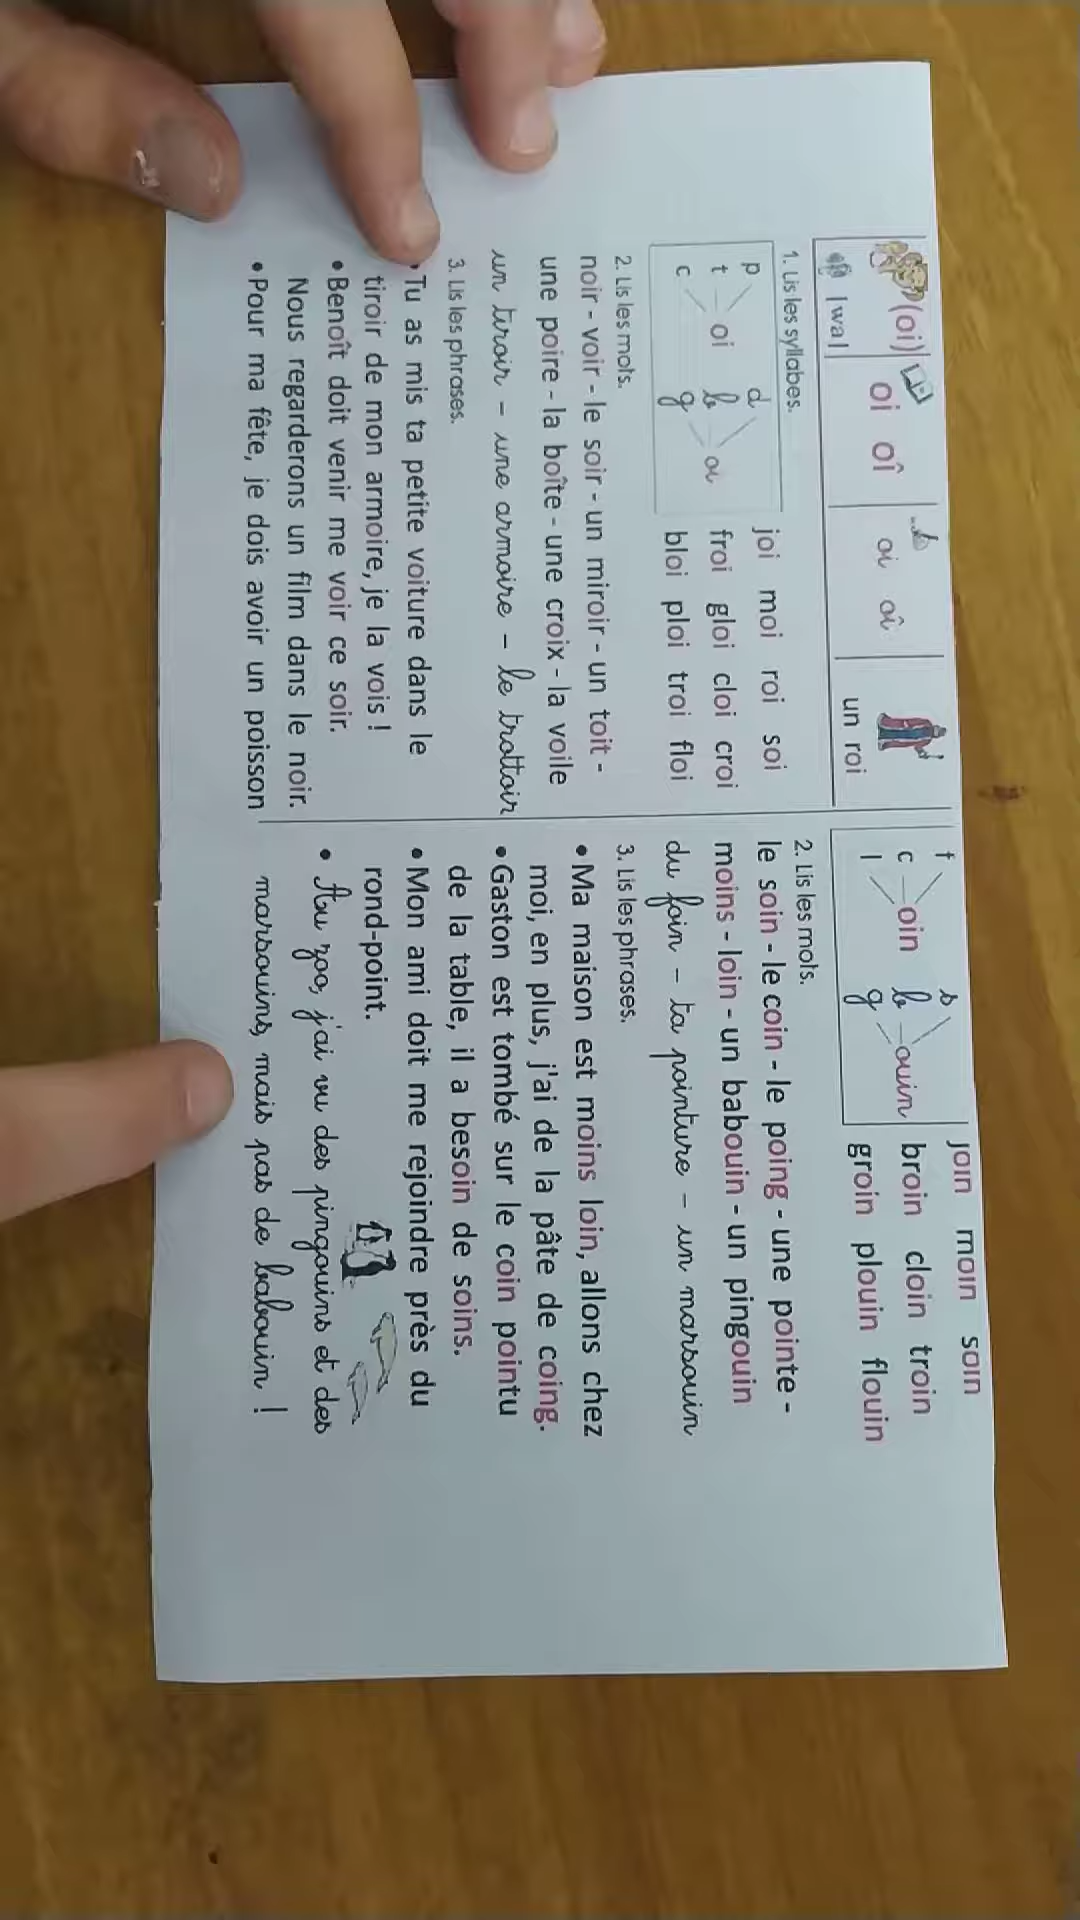 (oi) oi oî oi oî
[wa] un roi
1. Lis les syllabes.
p d joi moi roi soi
t oi b oi froi gloi cloi croi
c g bloi ploi troi floi
2. Lis les mots.
noir - voir - le soir - un miroir - un toit -
une poire - la boîte - une croix - la voile
un tiroir - une armoire - le trottoir
3. Lis les phrases.
• Tu as mis ta petite voiture dans le
tiroir de mon armoire, je la vois !
• Benoît doit venir me voir ce soir.
Nous regarderons un film dans le noir.
• Pour ma fête, je dois avoir un poisson
s join moin soin
c oin b ouin broin cloin troin
l g groin plouin flouin
2. Lis les mots.
le soin - le coin - le poing - une pointe -
moins - loin - un babouin - un pingouin
du foin - ta pointure - un marsouin
3. Lis les phrases.
• Ma maison est moins loin, allons chez
moi, en plus, j'ai de la pâte de coing.
• Gaston est tombé sur le coin pointu
de la table, il a besoin de soins.
• Mon ami doit me rejoindre près du
rond-point.
• Au zoo, j'ai vu des pingouins et des
marsouins, mais pas de babouin !